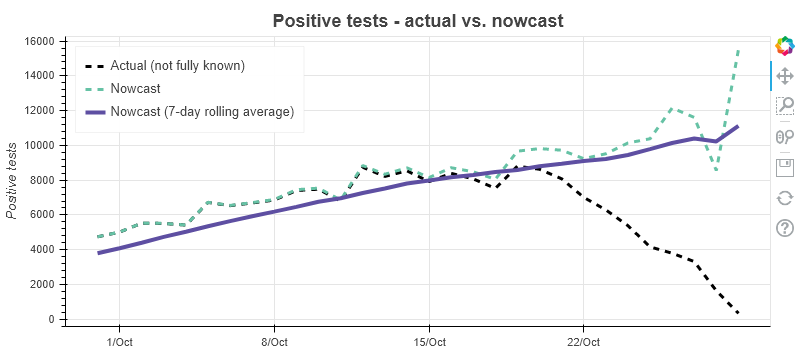 Positive tests - actual vs. nowcast
Actual (not fully known)
Nowcast
Nowcast (7-day rolling average)
Positive tests
16000
14000
12000
10000
8000
6000
4000
2000
0
1/Oct
8/Oct
15/Oct
22/Oct